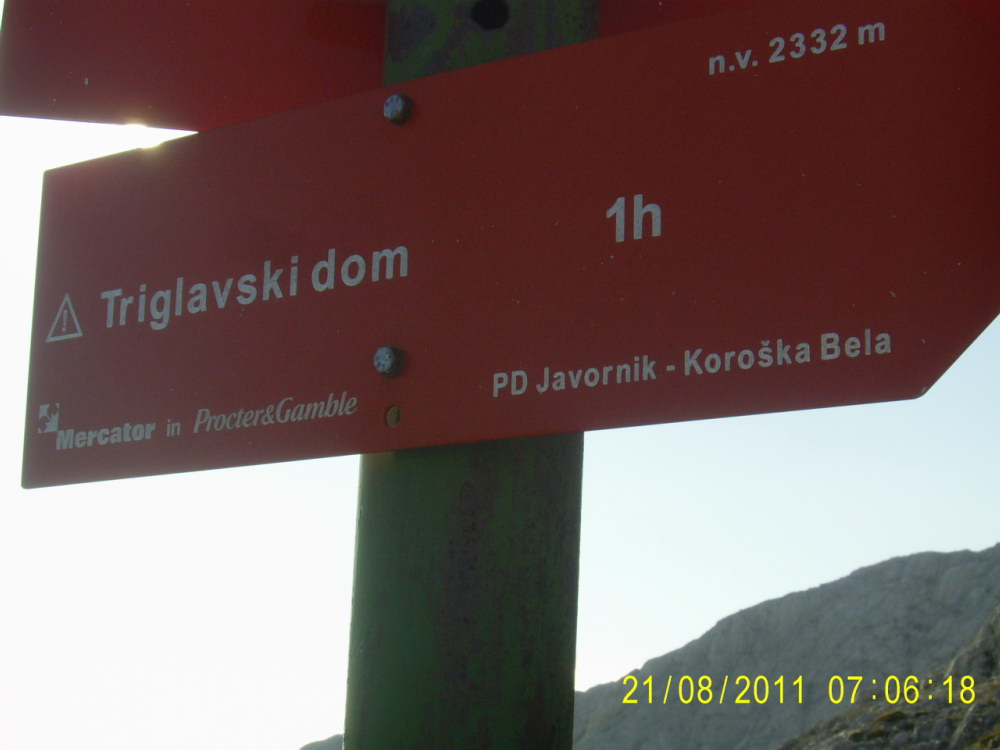 n.v. 2332 m
1h
Triglavski dom
PD Javornik - Koroška Bela
Mercator in Procter&Gamble
21/08/2011 07:06:18